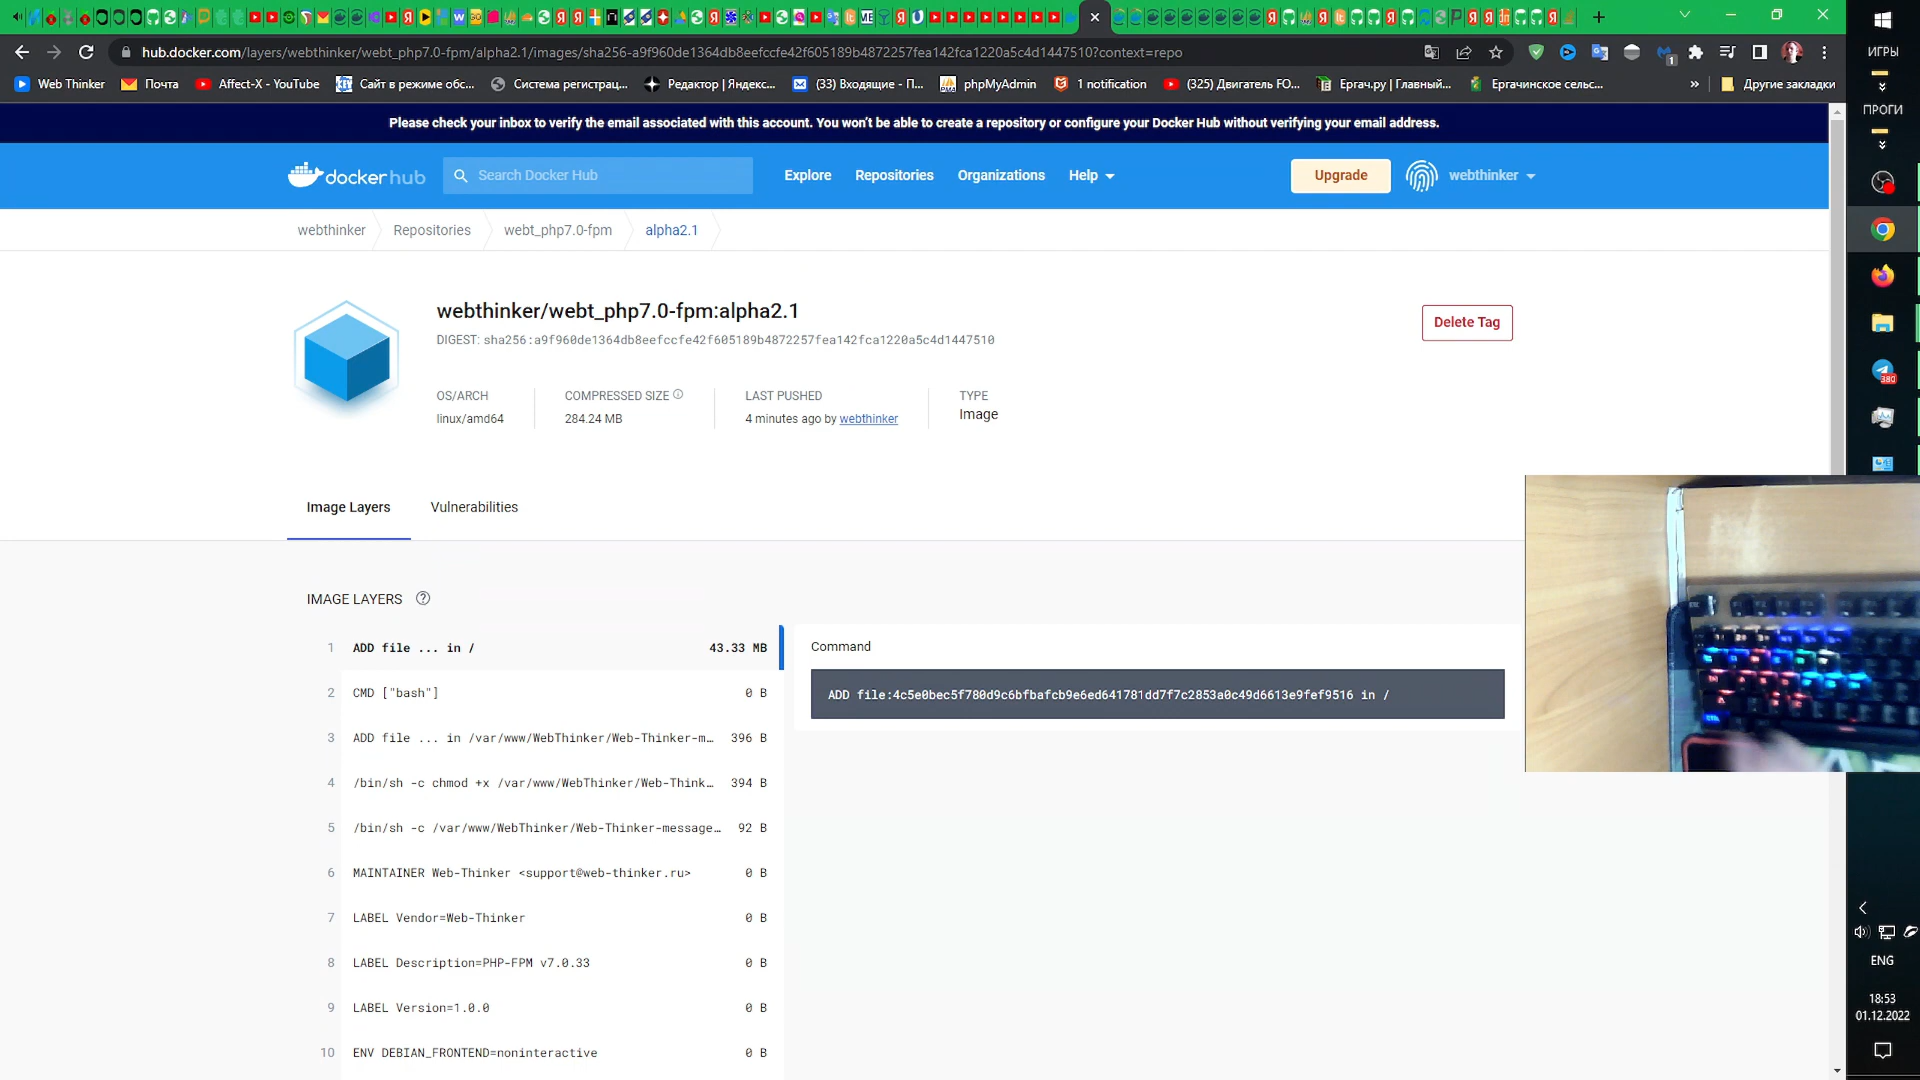 hub.docker.com/layers/webthinker/webt_php7.0-fpm/alpha2.1/images/sha256-a9f960de1364db8eefccfe42f605189b4872257fea142fca1220a5c4d1447510?context=repo
ИГРЫ
Web Thinker
Почта
Affect-X - YouTube
Сайт в режиме обс...
Система регистрац...
Редактор | Яндекс...
(33) Входящие - П...
phpMyAdmin
1 notification
(325) Двигатель FO...
Ергач.ру | Главный...
Ергачинское сельс...
»
Другие закладки
ПРОГИ
Please check your inbox to verify the email associated with this account. You won't be able to create a repository or configure your Docker Hub without verifying your email address.
dockerhub
Search Docker Hub
Explore
Repositories
Organizations
Help
Upgrade
webthinker
webthinker
Repositories
webt_php7.0-fpm
alpha2.1
webthinker/webt_php7.0-fpm:alpha2.1
Delete Tag
DIGEST: sha256:a9f960de1364db8eefccfe42f605189b4872257fea142fca1220a5c4d1447510
OS/ARCH
COMPRESSED SIZE
LAST PUSHED
TYPE
linux/amd64
284.24 MB
4 minutes ago by webthinker
Image
380
Image Layers
Vulnerabilities
IMAGE LAYERS
1 ADD file ... in / 43.33 MB
Command
ADD file:4c5e0bec5f780d9c6bfbafcb9e6ed641781dd7f7c2853a0c49d6613e9fef9516 in /
2 CMD ["bash"] 0 B
3 ADD file ... in /var/www/WebThinker/Web-Thinker-m... 396 B
4 /bin/sh -c chmod +x /var/www/WebThinker/Web-Think... 394 B
5 /bin/sh -c /var/www/WebThinker/Web-Thinker-message... 92 B
6 MAINTAINER Web-Thinker <support@web-thinker.ru> 0 B
7 LABEL Vendor=Web-Thinker 0 B
8 LABEL Description=PHP-FPM v7.0.33 0 B
9 LABEL Version=1.0.0 0 B
10 ENV DEBIAN_FRONTEND=noninteractive 0 B
ENG
18:53
01.12.2022